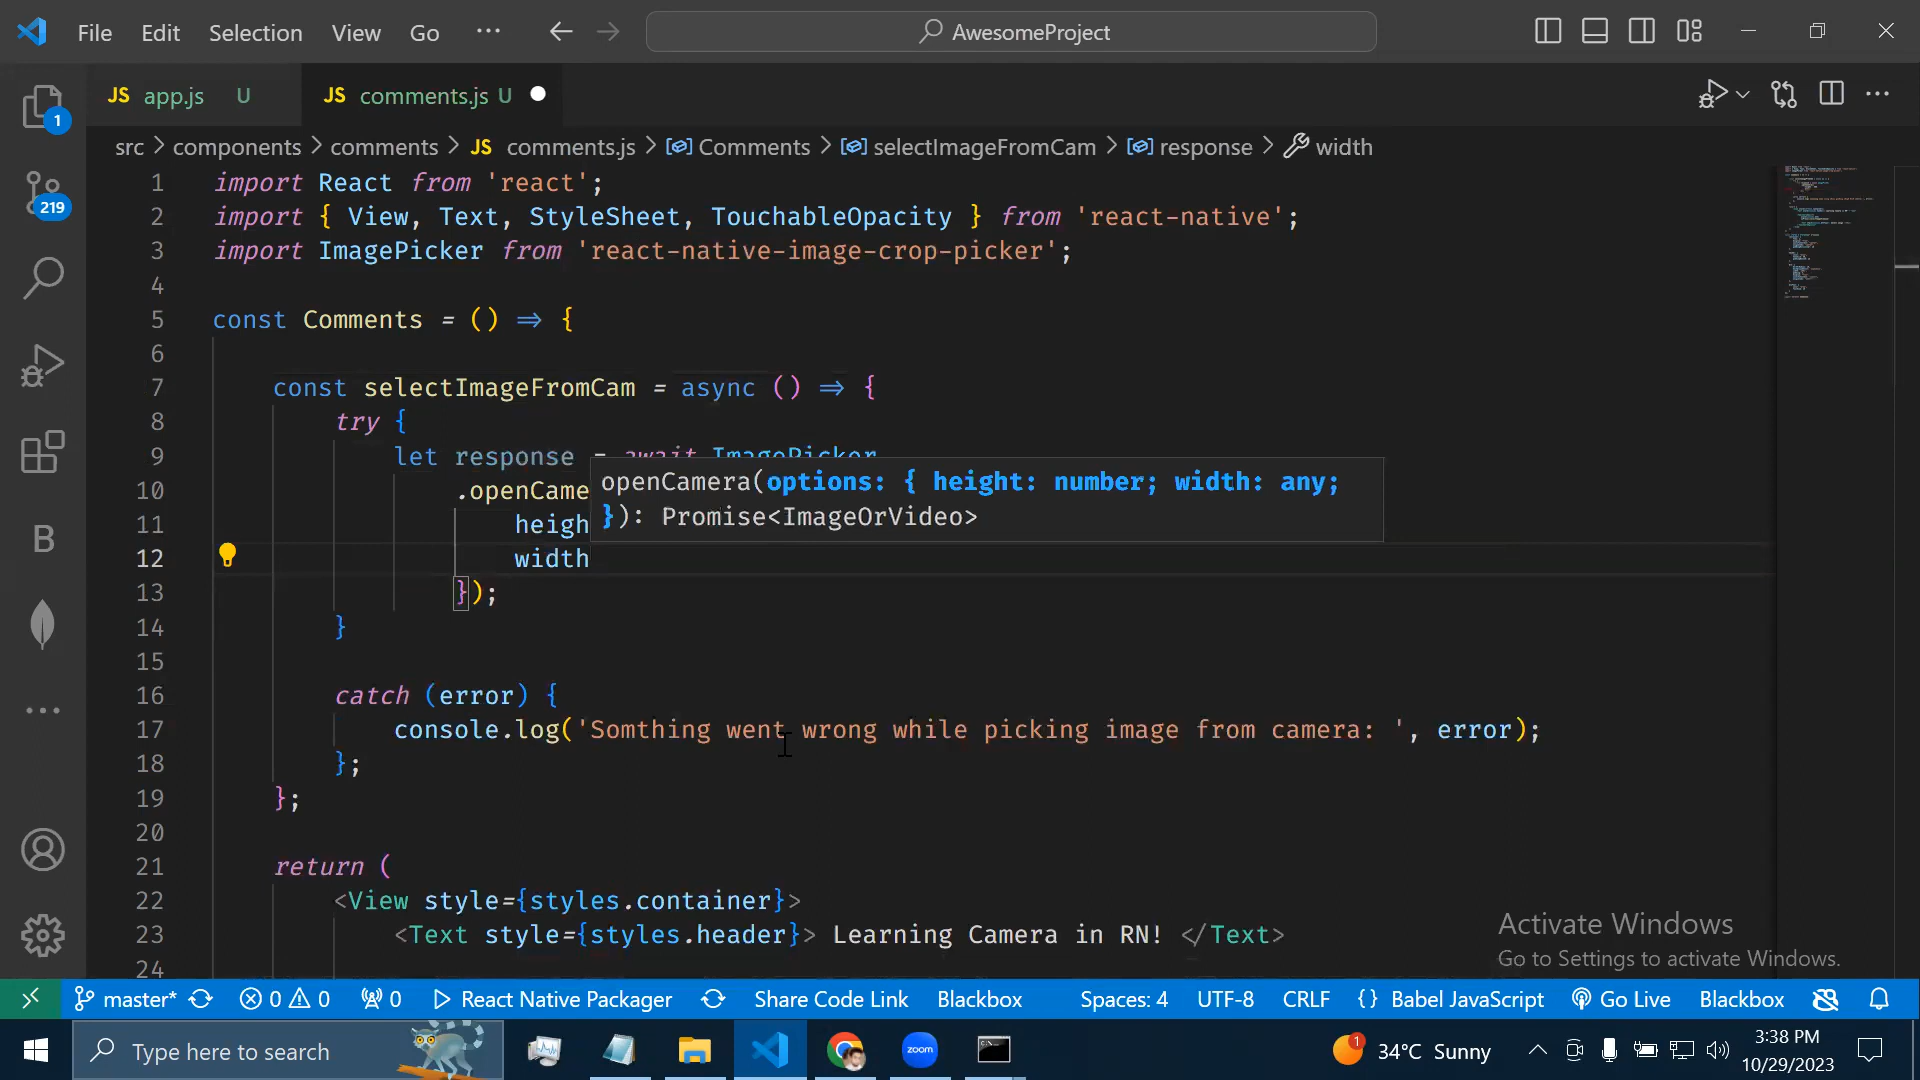 File Edit Selection View Go ··· AwesomeProject
JS app.js U JS comments.js U
src > components > comments > JS comments.js > Comments > selectImageFromCam > response > width
1 import React from 'react';
2 import { View, Text, StyleSheet, TouchableOpacity } from 'react-native';
3 import ImagePicker from 'react-native-image-crop-picker';
4
5 const Comments = () => {
6
7 const selectImageFromCam = async () => {
8 try {
9 let response = await ImagePicker
10 .openCame
openCamera(options: { height: number; width: any;
}): Promise<ImageOrVideo>
11 heigh
12 width
13 });
14 }
15
16 catch (error) {
17 console.log('Somthing went wrong while picking image from camera: ', error);
18 };
19 };
20
21 return (
22 <View style={styles.container}>
23 <Text style={styles.header}> Learning Camera in RN! </Text>
24
1
219
B
Activate Windows
Go to Settings to activate Windows.
master* 0 0 0 React Native Packager Share Code Link Blackbox Spaces: 4 UTF-8 CRLF {} Babel JavaScript Go Live Blackbox
Type here to search zoom 1 34°C Sunny 3:38 PM
10/29/2023